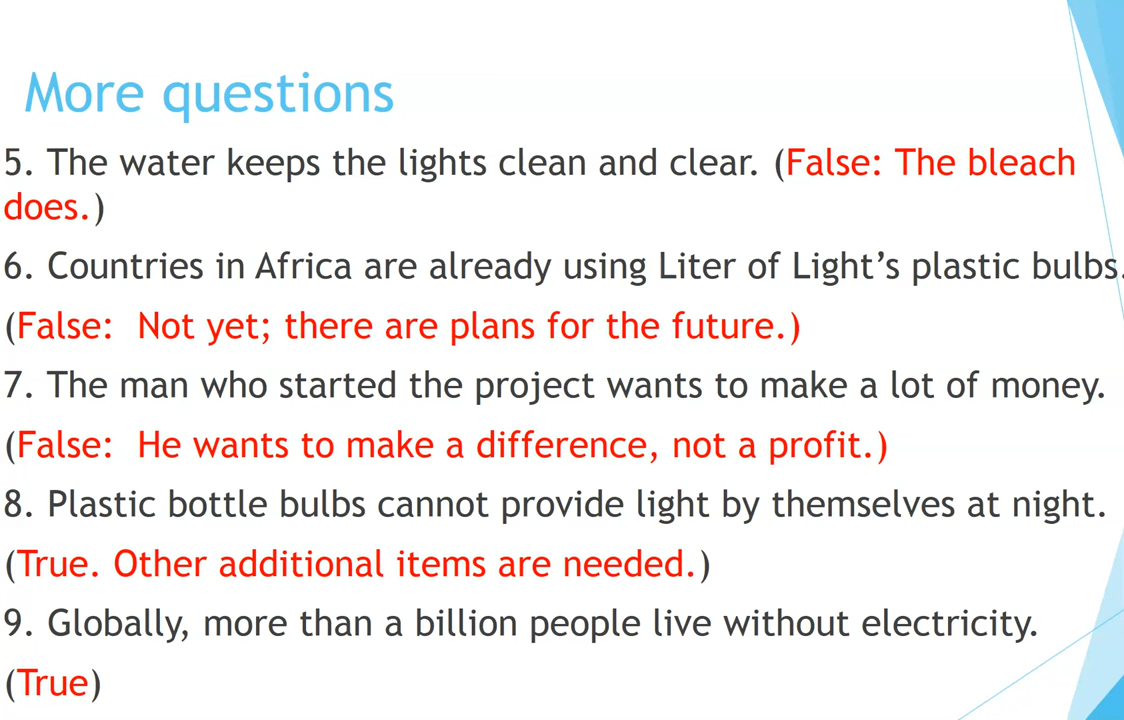 More questions
5. The water keeps the lights clean and clear. (False: The bleach
does.)
6. Countries in Africa are already using Liter of Light’s plastic bulbs.
(False:  Not yet; there are plans for the future.)
7. The man who started the project wants to make a lot of money.
(False:  He wants to make a difference, not a profit.)
8. Plastic bottle bulbs cannot provide light by themselves at night.
(True. Other additional items are needed.)
9. Globally, more than a billion people live without electricity.
(True)